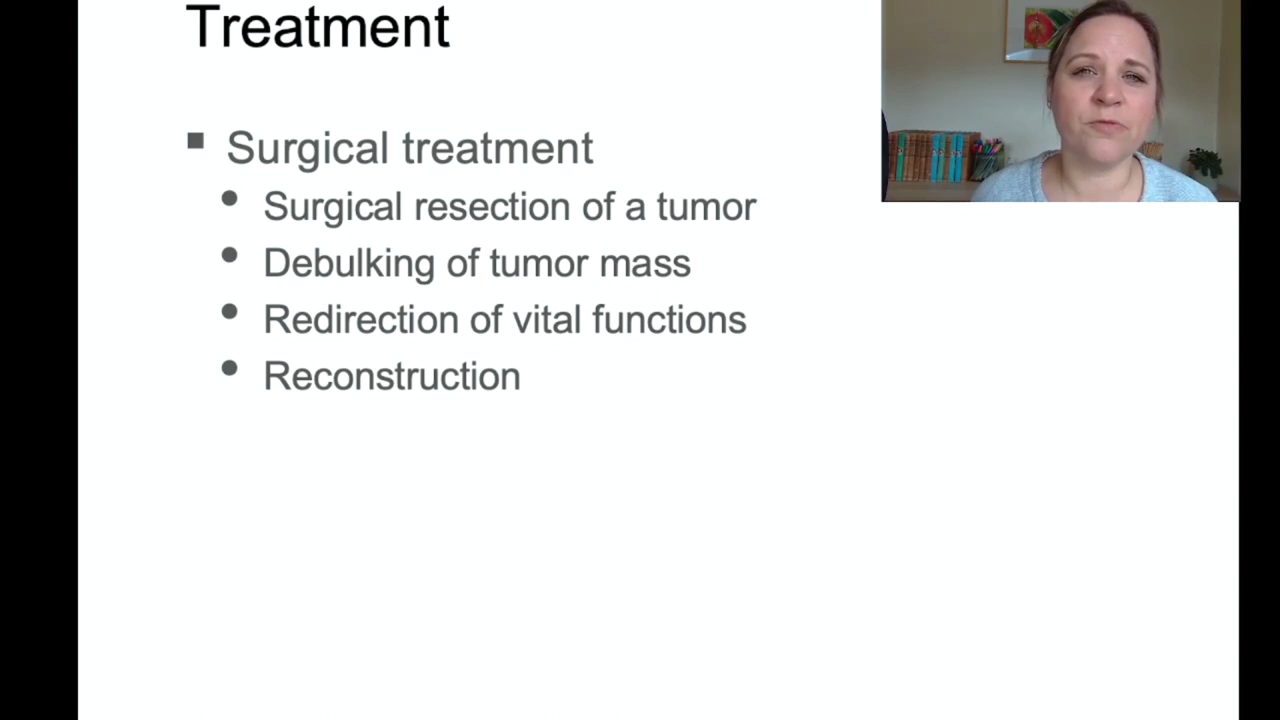 Treatment
▪ Surgical treatment
• Surgical resection of a tumor
• Debulking of tumor mass
• Redirection of vital functions
• Reconstruction